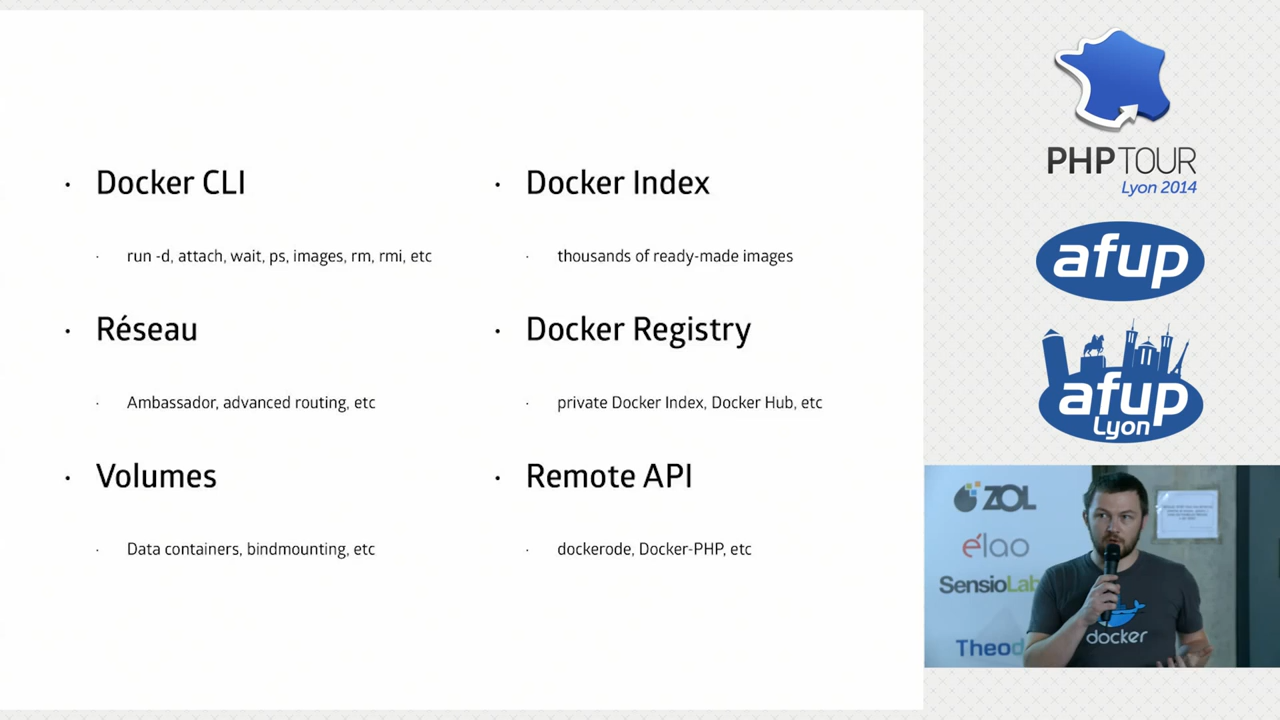 Docker CLI
run -d, attach, wait, ps, images, rm, rmi, etc
Réseau
Ambassador, advanced routing, etc
Volumes
Data containers, bindmounting, etc
Docker Index
thousands of ready-made images
Docker Registry
private Docker Index, Docker Hub, etc
Remote API
dockerode, Docker-PHP, etc
PHP TOUR
Lyon 2014
afup
afup
Lyon
ZOL
élao
SensioLab
Theod
docker